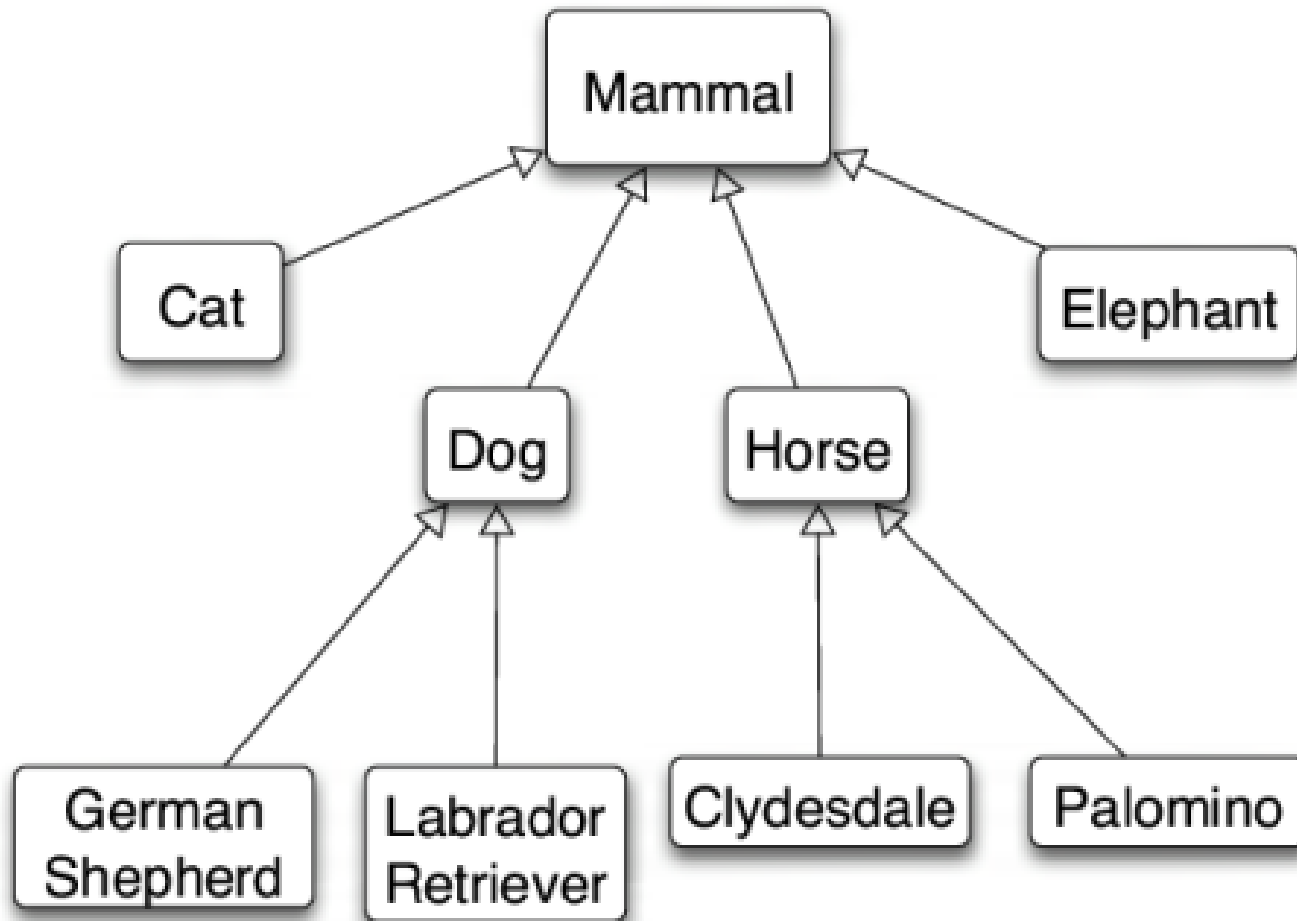 Mammal
Cat
Elephant
Dog
Horse
German
Shepherd
Labrador
Retriever
Clydesdale
Palomino